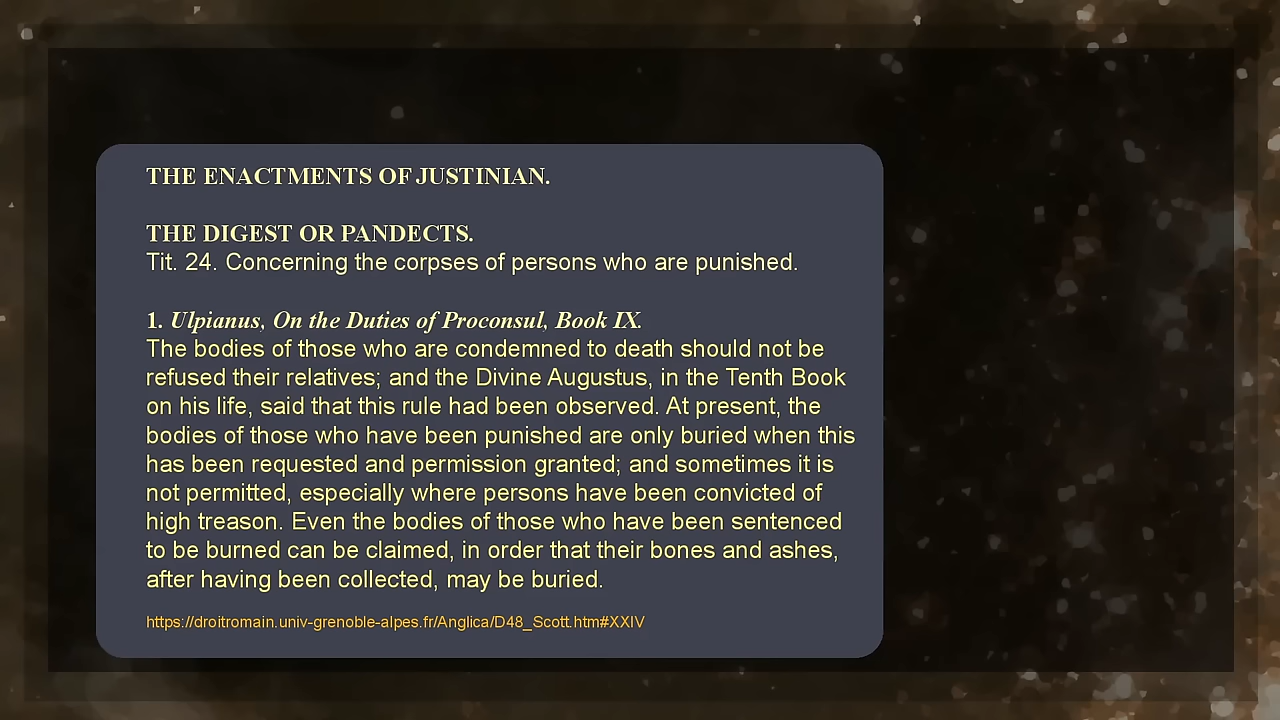 THE ENACTMENTS OF JUSTINIAN.
THE DIGEST OR PANDECTS.
Tit. 24. Concerning the corpses of persons who are punished.
1. Ulpianus, On the Duties of Proconsul, Book IX.
The bodies of those who are condemned to death should not be
refused their relatives; and the Divine Augustus, in the Tenth Book
on his life, said that this rule had been observed. At present, the
bodies of those who have been punished are only buried when this
has been requested and permission granted; and sometimes it is
not permitted, especially where persons have been convicted of
high treason. Even the bodies of those who have been sentenced
to be burned can be claimed, in order that their bones and ashes,
after having been collected, may be buried.
https://droitromain.univ-grenoble-alpes.fr/Anglica/D48_Scott.htm#XXIV